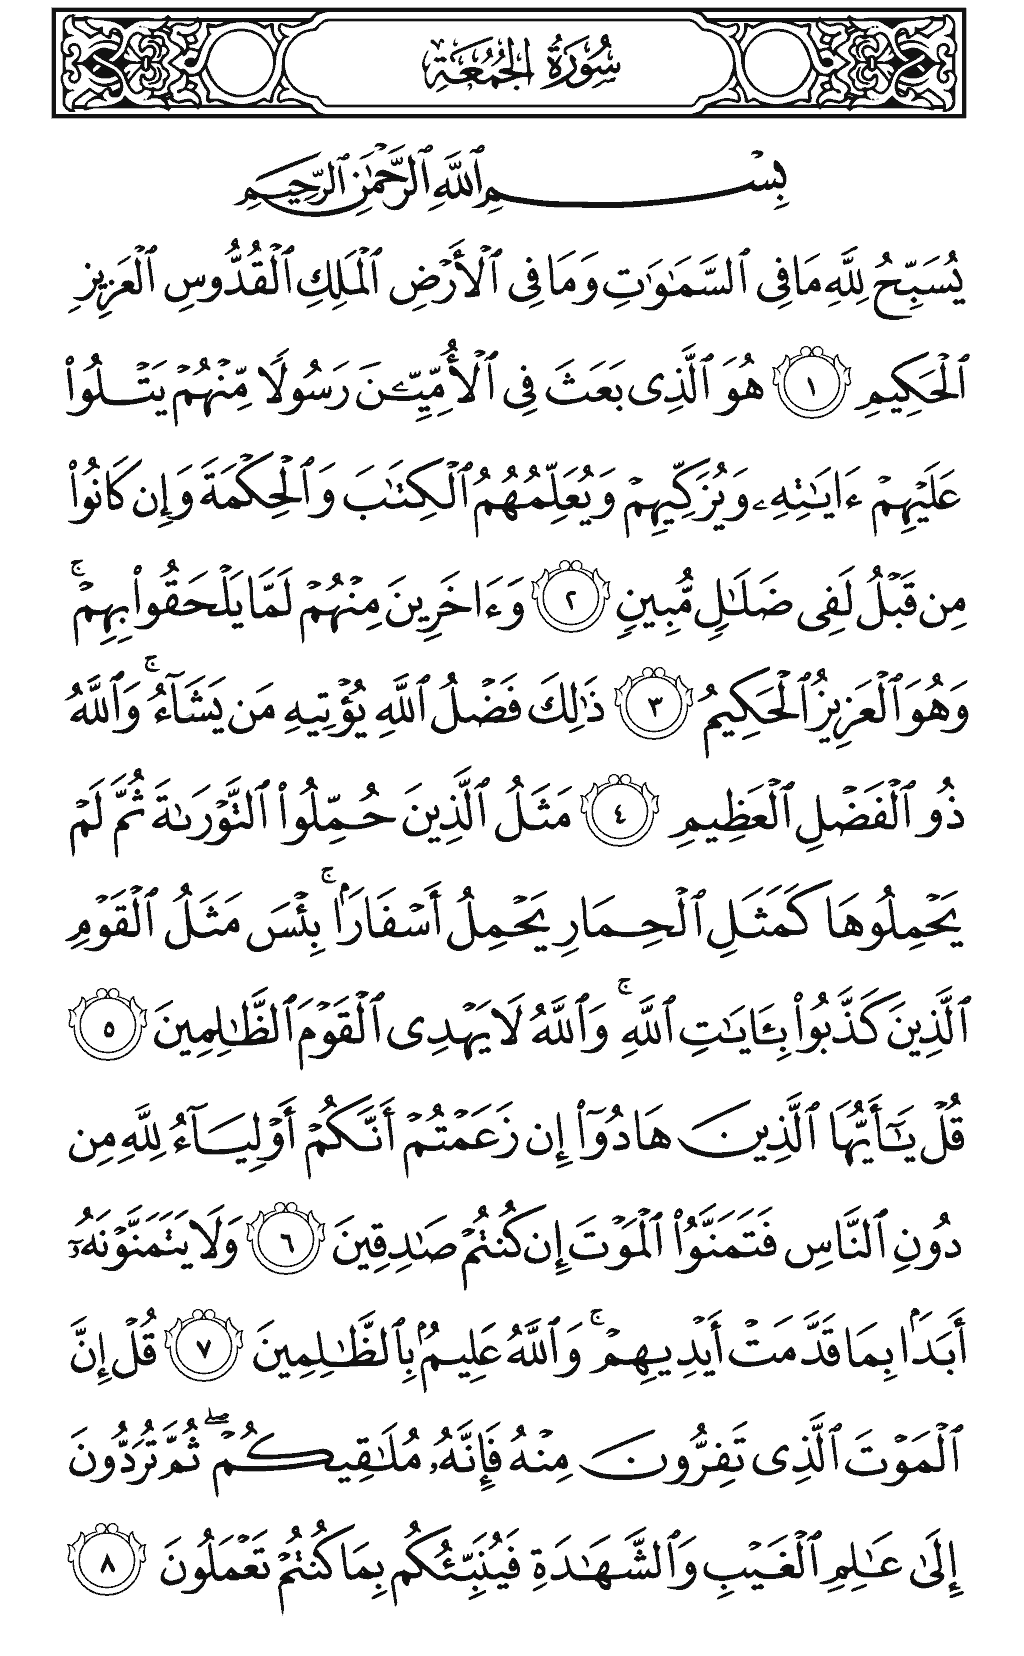 سُورَةُ الجُمُعَةِ
بِسْمِ ٱللَّهِ ٱلرَّحْمَٰنِ ٱلرَّحِيمِ
يُسَبِّحُ لِلَّهِ مَا فِى ٱلسَّمَٰوَٰتِ وَمَا فِى ٱلْأَرْضِ ٱلْمَلِكِ ٱلْقُدُّوسِ ٱلْعَزِيزِ
ٱلْحَكِيمِ ١ هُوَ ٱلَّذِى بَعَثَ فِى ٱلْأُمِّيِّـۧنَ رَسُولًا مِّنْهُمْ يَتْلُوا۟
عَلَيْهِمْ ءَايَٰتِهِۦ وَيُزَكِّيهِمْ وَيُعَلِّمُهُمُ ٱلْكِتَٰبَ وَٱلْحِكْمَةَ وَإِن كَانُوا۟
مِن قَبْلُ لَفِى ضَلَٰلٍ مُّبِينٍ ٢ وَءَاخَرِينَ مِنْهُمْ لَمَّا يَلْحَقُوا۟ بِهِمْ ۚ
وَهُوَ ٱلْعَزِيزُ ٱلْحَكِيمُ ٣ ذَٰلِكَ فَضْلُ ٱللَّهِ يُؤْتِيهِ مَن يَشَآءُ ۚ وَٱللَّهُ
ذُو ٱلْفَضْلِ ٱلْعَظِيمِ ٤ مَثَلُ ٱلَّذِينَ حُمِّلُوا۟ ٱلتَّوْرَىٰةَ ثُمَّ لَمْ
يَحْمِلُوهَا كَمَثَلِ ٱلْحِمَارِ يَحْمِلُ أَسْفَارًۢا ۚ بِئْسَ مَثَلُ ٱلْقَوْمِ
ٱلَّذِينَ كَذَّبُوا۟ بِـَٔايَٰتِ ٱللَّهِ ۚ وَٱللَّهُ لَا يَهْدِى ٱلْقَوْمَ ٱلظَّٰلِمِينَ ٥
قُلْ يَٰٓأَيُّهَا ٱلَّذِينَ هَادُوٓا۟ إِن زَعَمْتُمْ أَنَّكُمْ أَوْلِيَآءُ لِلَّهِ مِن
دُونِ ٱلنَّاسِ فَتَمَنَّوُا۟ ٱلْمَوْتَ إِن كُنتُمْ صَٰدِقِينَ ٦ وَلَا يَتَمَنَّوْنَهُۥٓ
أَبَدًۢا بِمَا قَدَّمَتْ أَيْدِيهِمْ ۚ وَٱللَّهُ عَلِيمٌۢ بِٱلظَّٰلِمِينَ ٧ قُلْ إِنَّ
ٱلْمَوْتَ ٱلَّذِى تَفِرُّونَ مِنْهُ فَإِنَّهُۥ مُلَٰقِيكُمْ ۖ ثُمَّ تُرَدُّونَ
إِلَىٰ عَٰلِمِ ٱلْغَيْبِ وَٱلشَّهَٰدَةِ فَيُنَبِّئُكُم بِمَا كُنتُمْ تَعْمَلُونَ ٨